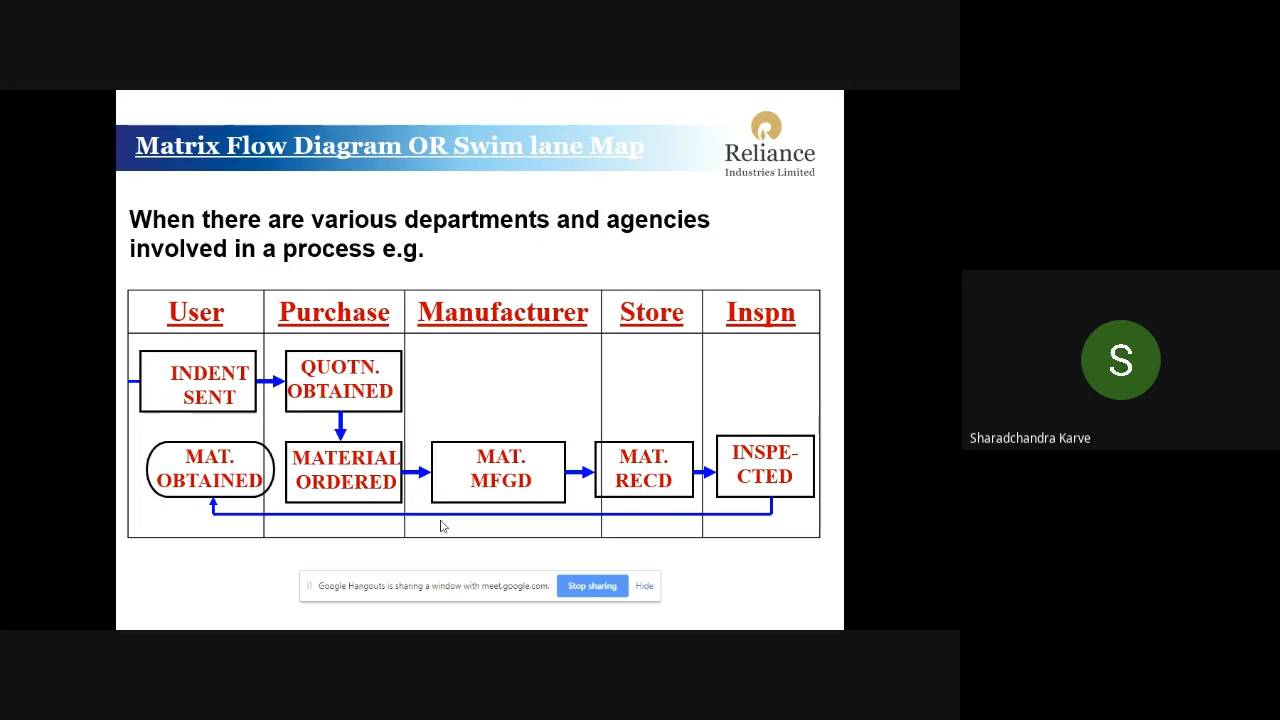 Matrix Flow Diagram OR Swim lane Map
Reliance
Industries Limited
When there are various departments and agencies
involved in a process e.g.
User Purchase Manufacturer Store Inspn
INDENT
SENT
QUOTN.
OBTAINED
MAT.
OBTAINED
MATERIAL
ORDERED
MAT.
MFGD
MAT.
RECD
INSPE-
CTED
Google Hangouts is sharing a window with meet.google.com. Stop sharing Hide
S
Sharadchandra Karve